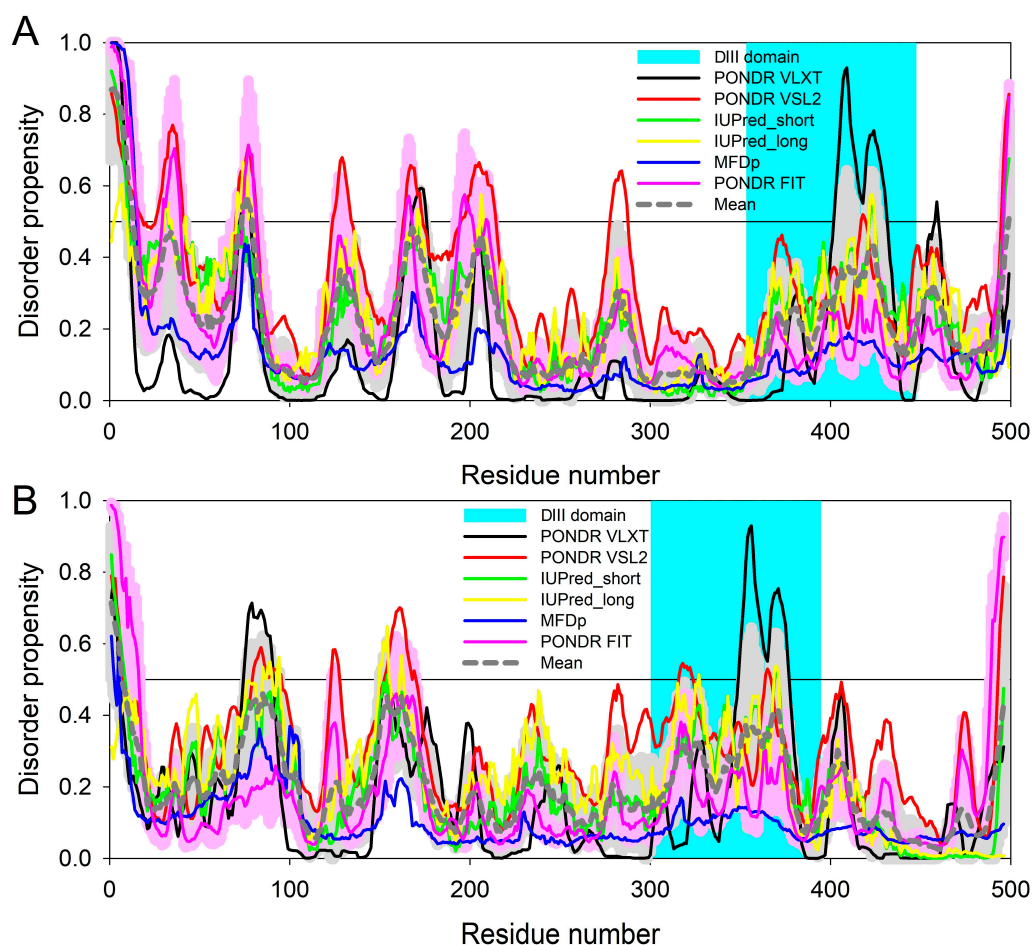 A
Disorder propensity
1.0
0.8
0.6
0.4
0.2
0.0
DIII domain
PONDR VLXT
PONDR VSL2
IUPred_short
IUPred_long
MFDp
PONDR FIT
Mean
0 100 200 300 400 500
Residue number
B
Disorder propensity
1.0
0.8
0.6
0.4
0.2
0.0
DIII domain
PONDR VLXT
PONDR VSL2
IUPred_short
IUPred_long
MFDp
PONDR FIT
Mean
0 100 200 300 400 500
Residue number